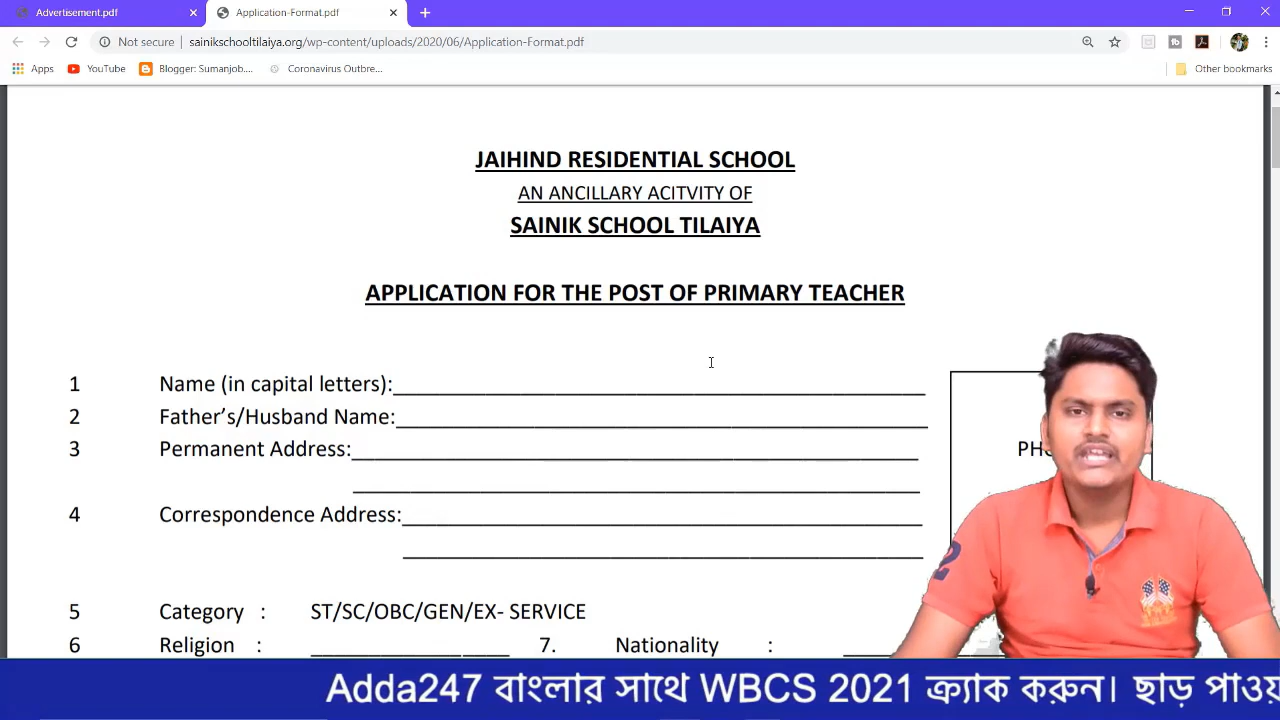 Advertisement.pdf
Application-Format.pdf
Not secure | sainikschooltilaiya.org/wp-content/uploads/2020/06/Application-Format.pdf
Apps YouTube Blogger: Sumanjob.... Coronavirus Outbre... Other bookmarks
JAIHIND RESIDENTIAL SCHOOL
AN ANCILLARY ACITVITY OF
SAINIK SCHOOL TILAIYA
APPLICATION FOR THE POST OF PRIMARY TEACHER
1 Name (in capital letters):
2 Father's/Husband Name:
3 Permanent Address:
4 Correspondence Address:
5 Category : ST/SC/OBC/GEN/EX- SERVICE
6 Religion : 7. Nationality :
Adda247 বাংলার সাথে WBCS 2021 ক্র্যাক করুন। ছাড়